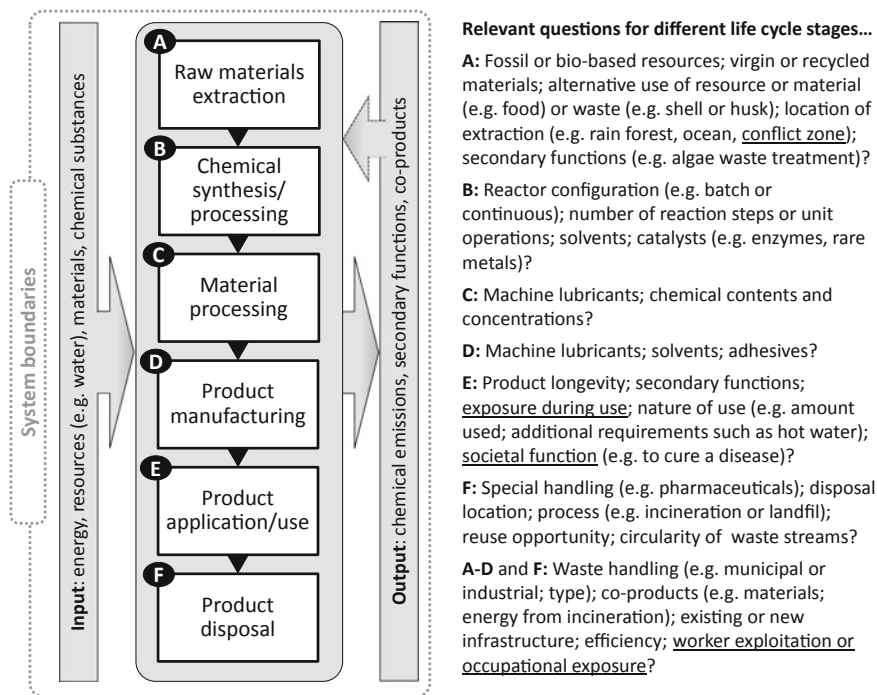 System boundaries
Input: energy, resources (e.g. water), materials, chemical substances
A
Raw materials
extraction
B
Chemical
synthesis/
processing
C
Material
processing
D
Product
manufacturing
E
Product
application/use
F
Product
disposal
Output: chemical emissions, secondary functions, co-products
Relevant questions for different life cycle stages…
A: Fossil or bio-based resources; virgin or recycled
materials; alternative use of resource or material
(e.g. food) or waste (e.g. shell or husk); location of
extraction (e.g. rain forest, ocean, conflict zone);
secondary functions (e.g. algae waste treatment)?
B: Reactor configuration (e.g. batch or
continuous); number of reaction steps or unit
operations; solvents; catalysts (e.g. enzymes, rare
metals)?
C: Machine lubricants; chemical contents and
concentrations?
D: Machine lubricants; solvents; adhesives?
E: Product longevity; secondary functions;
exposure during use; nature of use (e.g. amount
used; additional requirements such as hot water);
societal function (e.g. to cure a disease)?
F: Special handling (e.g. pharmaceuticals); disposal
location; process (e.g. incineration or landfil);
reuse opportunity; circularity of waste streams?
A-D and F: Waste handling (e.g. municipal or
industrial; type); co-products (e.g. materials;
energy from incineration); existing or new
infrastructure; efficiency; worker exploitation or
occupational exposure?